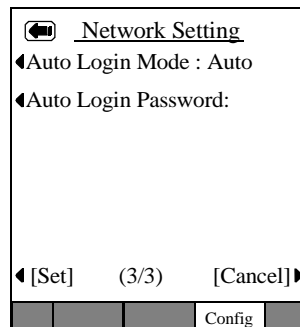 Network Setting
Auto Login Mode : Auto
Auto Login Password:
[Set] (3/3) [Cancel]
Config